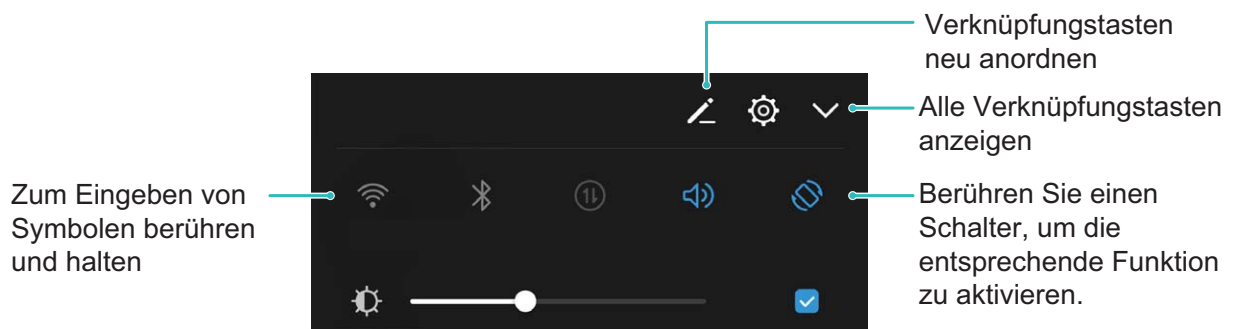 Verknüpfungstasten
neu anordnen
Alle Verknüpfungstasten
anzeigen
Zum Eingeben von
Symbolen berühren
und halten
Berühren Sie einen
Schalter, um die
entsprechende Funktion
zu aktivieren.